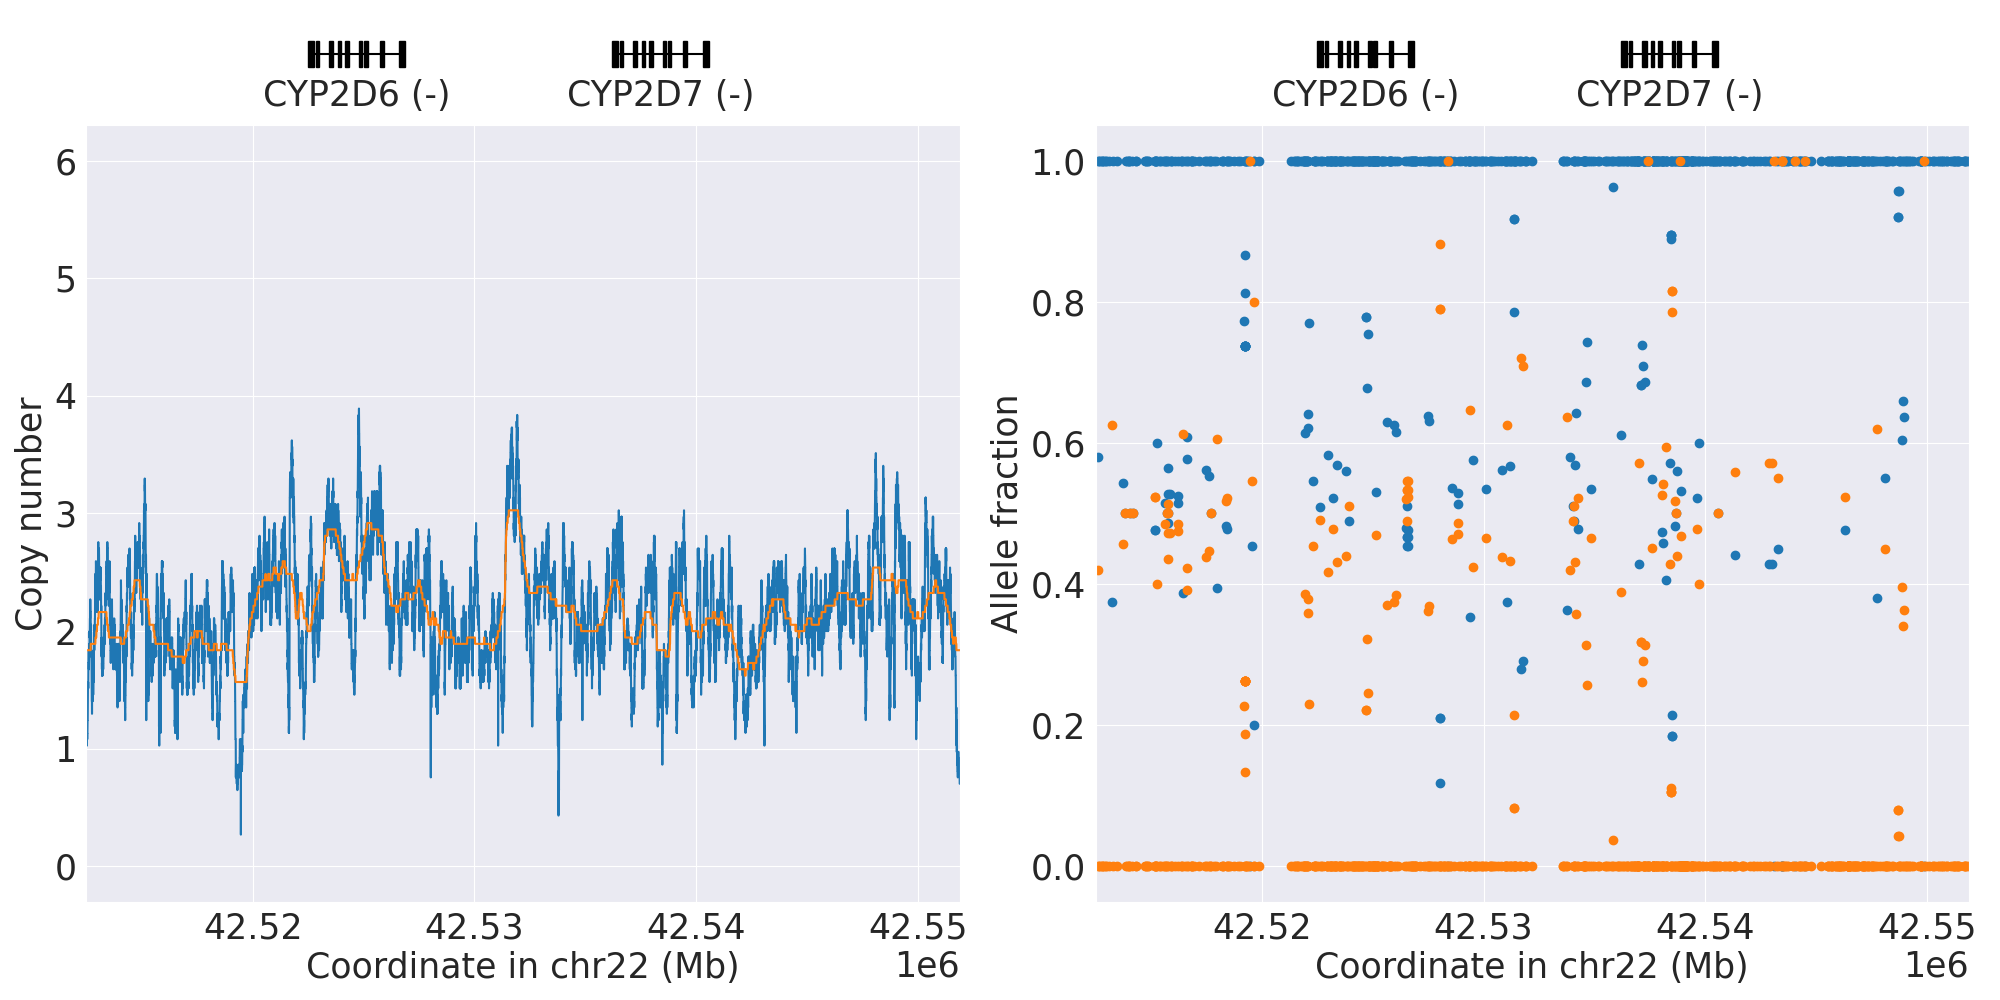 CYP2D6 (-)
CYP2D7 (-)
Copy number
6
5
4
3
2
1
0
42.52
42.53
42.54
42.55
Coordinate in chr22 (Mb)
1e6
CYP2D6 (-)
CYP2D7 (-)
Allele fraction
1.0
0.8
0.6
0.4
0.2
0.0
42.52
42.53
42.54
42.55
Coordinate in chr22 (Mb)
1e6